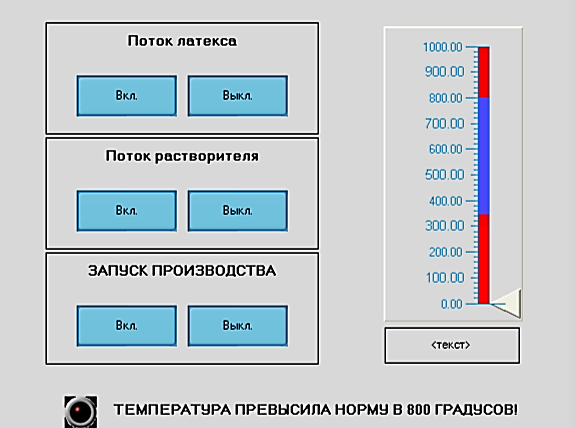 Поток латекса
Вкл.
Выкл.
Поток растворителя
Вкл.
Выкл.
ЗАПУСК ПРОИЗВОДСТВА
Вкл.
Выкл.
1000.00
900.00
800.00
700.00
600.00
500.00
400.00
300.00
200.00
100.00
0.00
<текст>
ТЕМПЕРАТУРА ПРЕВЫСИЛА НОРМУ В 800 ГРАДУСОВ!